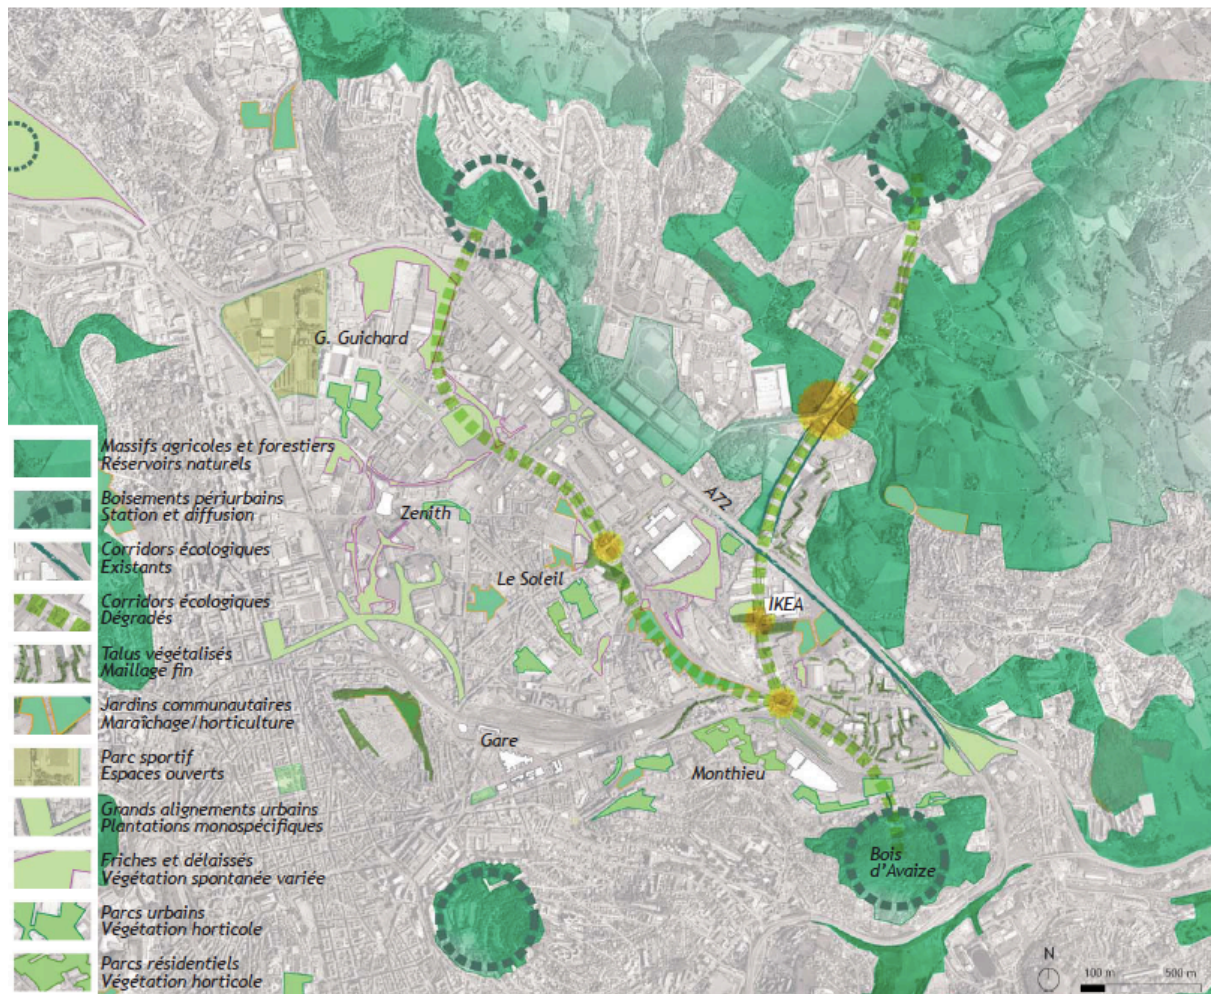 G. Guichard
A72
Zenith
Le Soleil
IKEA
Gare
Monthieu
Bois
d'Avaize
Massifs agricoles et forestiers
Réservoirs naturels
Boisements périurbains
Station et diffusion
Corridors écologiques
Existants
Corridors écologiques
Dégradés
Talus végétalisés
Maillage fin
Jardins communautaires
Maraîchage/horticulture
Parc sportif
Espaces ouverts
Grands alignements urbains
Plantations monospécifiques
Friches et délaissés
Végétation spontanée variée
Parcs urbains
Végétation horticole
Parcs résidentiels
Végétation horticole
N
100 m 500 m